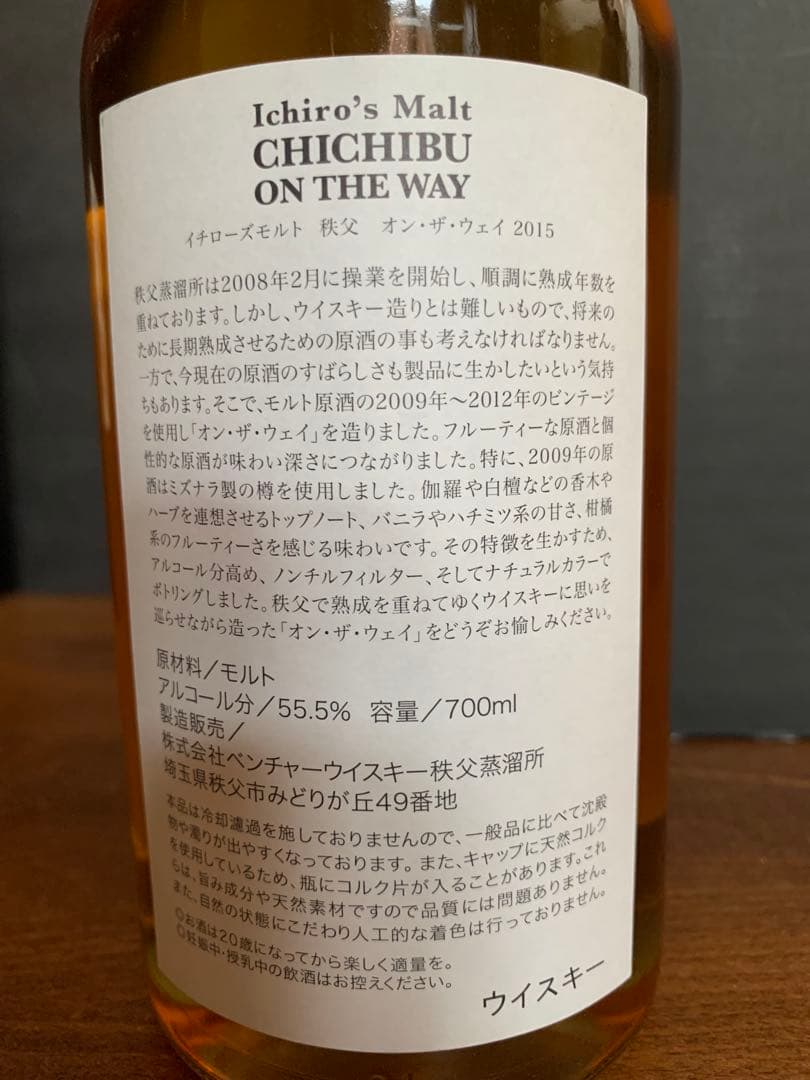 Ichiro's Malt
CHICHIBU
ON THE WAY
イチローズモルト 秩父 オン・ザ・ウェイ 2015
秩父蒸溜所は2008年2月に操業を開始し、順調に熟成年数を
重ねております。しかし、ウイスキー造りとは難しいもので、将来の
ために長期熟成させるための原酒の事も考えなければなりません。
一方で、今現在の原酒のすばらしさも製品に生かしたいという気持
ちもあります。そこで、モルト原酒の2009年～2012年のビンテージ
を使用し「オン・ザ・ウェイ」を造りました。フルーティーな原酒と個
性的な原酒が味わい深さにつながりました。特に、2009年の原
酒はミズナラ製の樽を使用しました。伽羅や白檀などの香木や
ハーブを連想させるトップノート、バニラやハチミツ系の甘さ、柑橘
系のフルーティーさを感じる味わいです。その特徴を生かすため、
アルコール分高め、ノンチルフィルター、そしてナチュラルカラーで
ボトリングしました。秩父で熟成を重ねてゆくウイスキーに思いを
巡らせながら造った「オン・ザ・ウェイ」をどうぞお愉しみください。
原材料／モルト
アルコール分／55.5% 容量／700ml
製造販売／
株式会社ベンチャーウイスキー秩父蒸溜所
埼玉県秩父市みどりが丘49番地
本品は冷却濾過を施しておりませんので、一般品に比べて沈殿
物や濁りが出やすくなっております。また、キャップに天然コルク
を使用しているため、瓶にコルク片が入ることがあります。これ
らは、旨み成分や天然素材ですので品質には問題ありません。
また、自然の状態にこだわり人工的な着色は行っておりません。
◎お酒は20歳になってから楽しく適量を。
◎妊娠中・授乳中の飲酒はお控えください。
ウイスキー